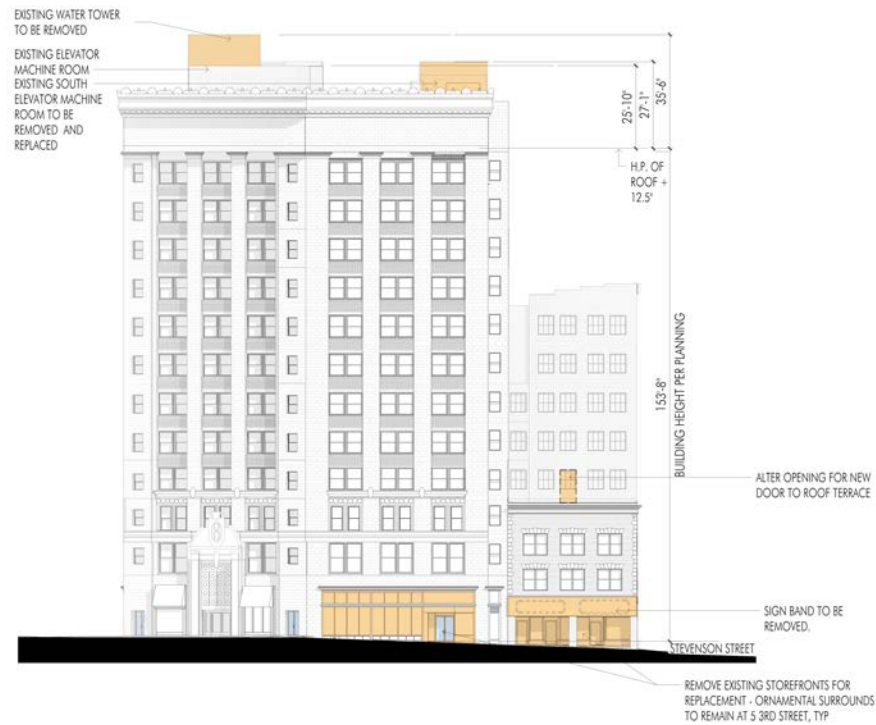 EXISTING WATER TOWER
TO BE REMOVED
EXISTING ELEVATOR
MACHINE ROOM
EXISTING SOUTH
ELEVATOR MACHINE
ROOM TO BE
REMOVED AND
REPLACED
25'-10"
27'-1"
35'-6"
H.P. OF
ROOF +
12.5'
153'-8"
BUILDING HEIGHT PER PLANNING
ALTER OPENING FOR NEW
DOOR TO ROOF TERRACE
SIGN BAND TO BE
REMOVED.
STEVENSON STREET
REMOVE EXISTING STOREFRONTS FOR
REPLACEMENT - ORNAMENTAL SURROUNDS
TO REMAIN AT 5 3RD STREET, TYP